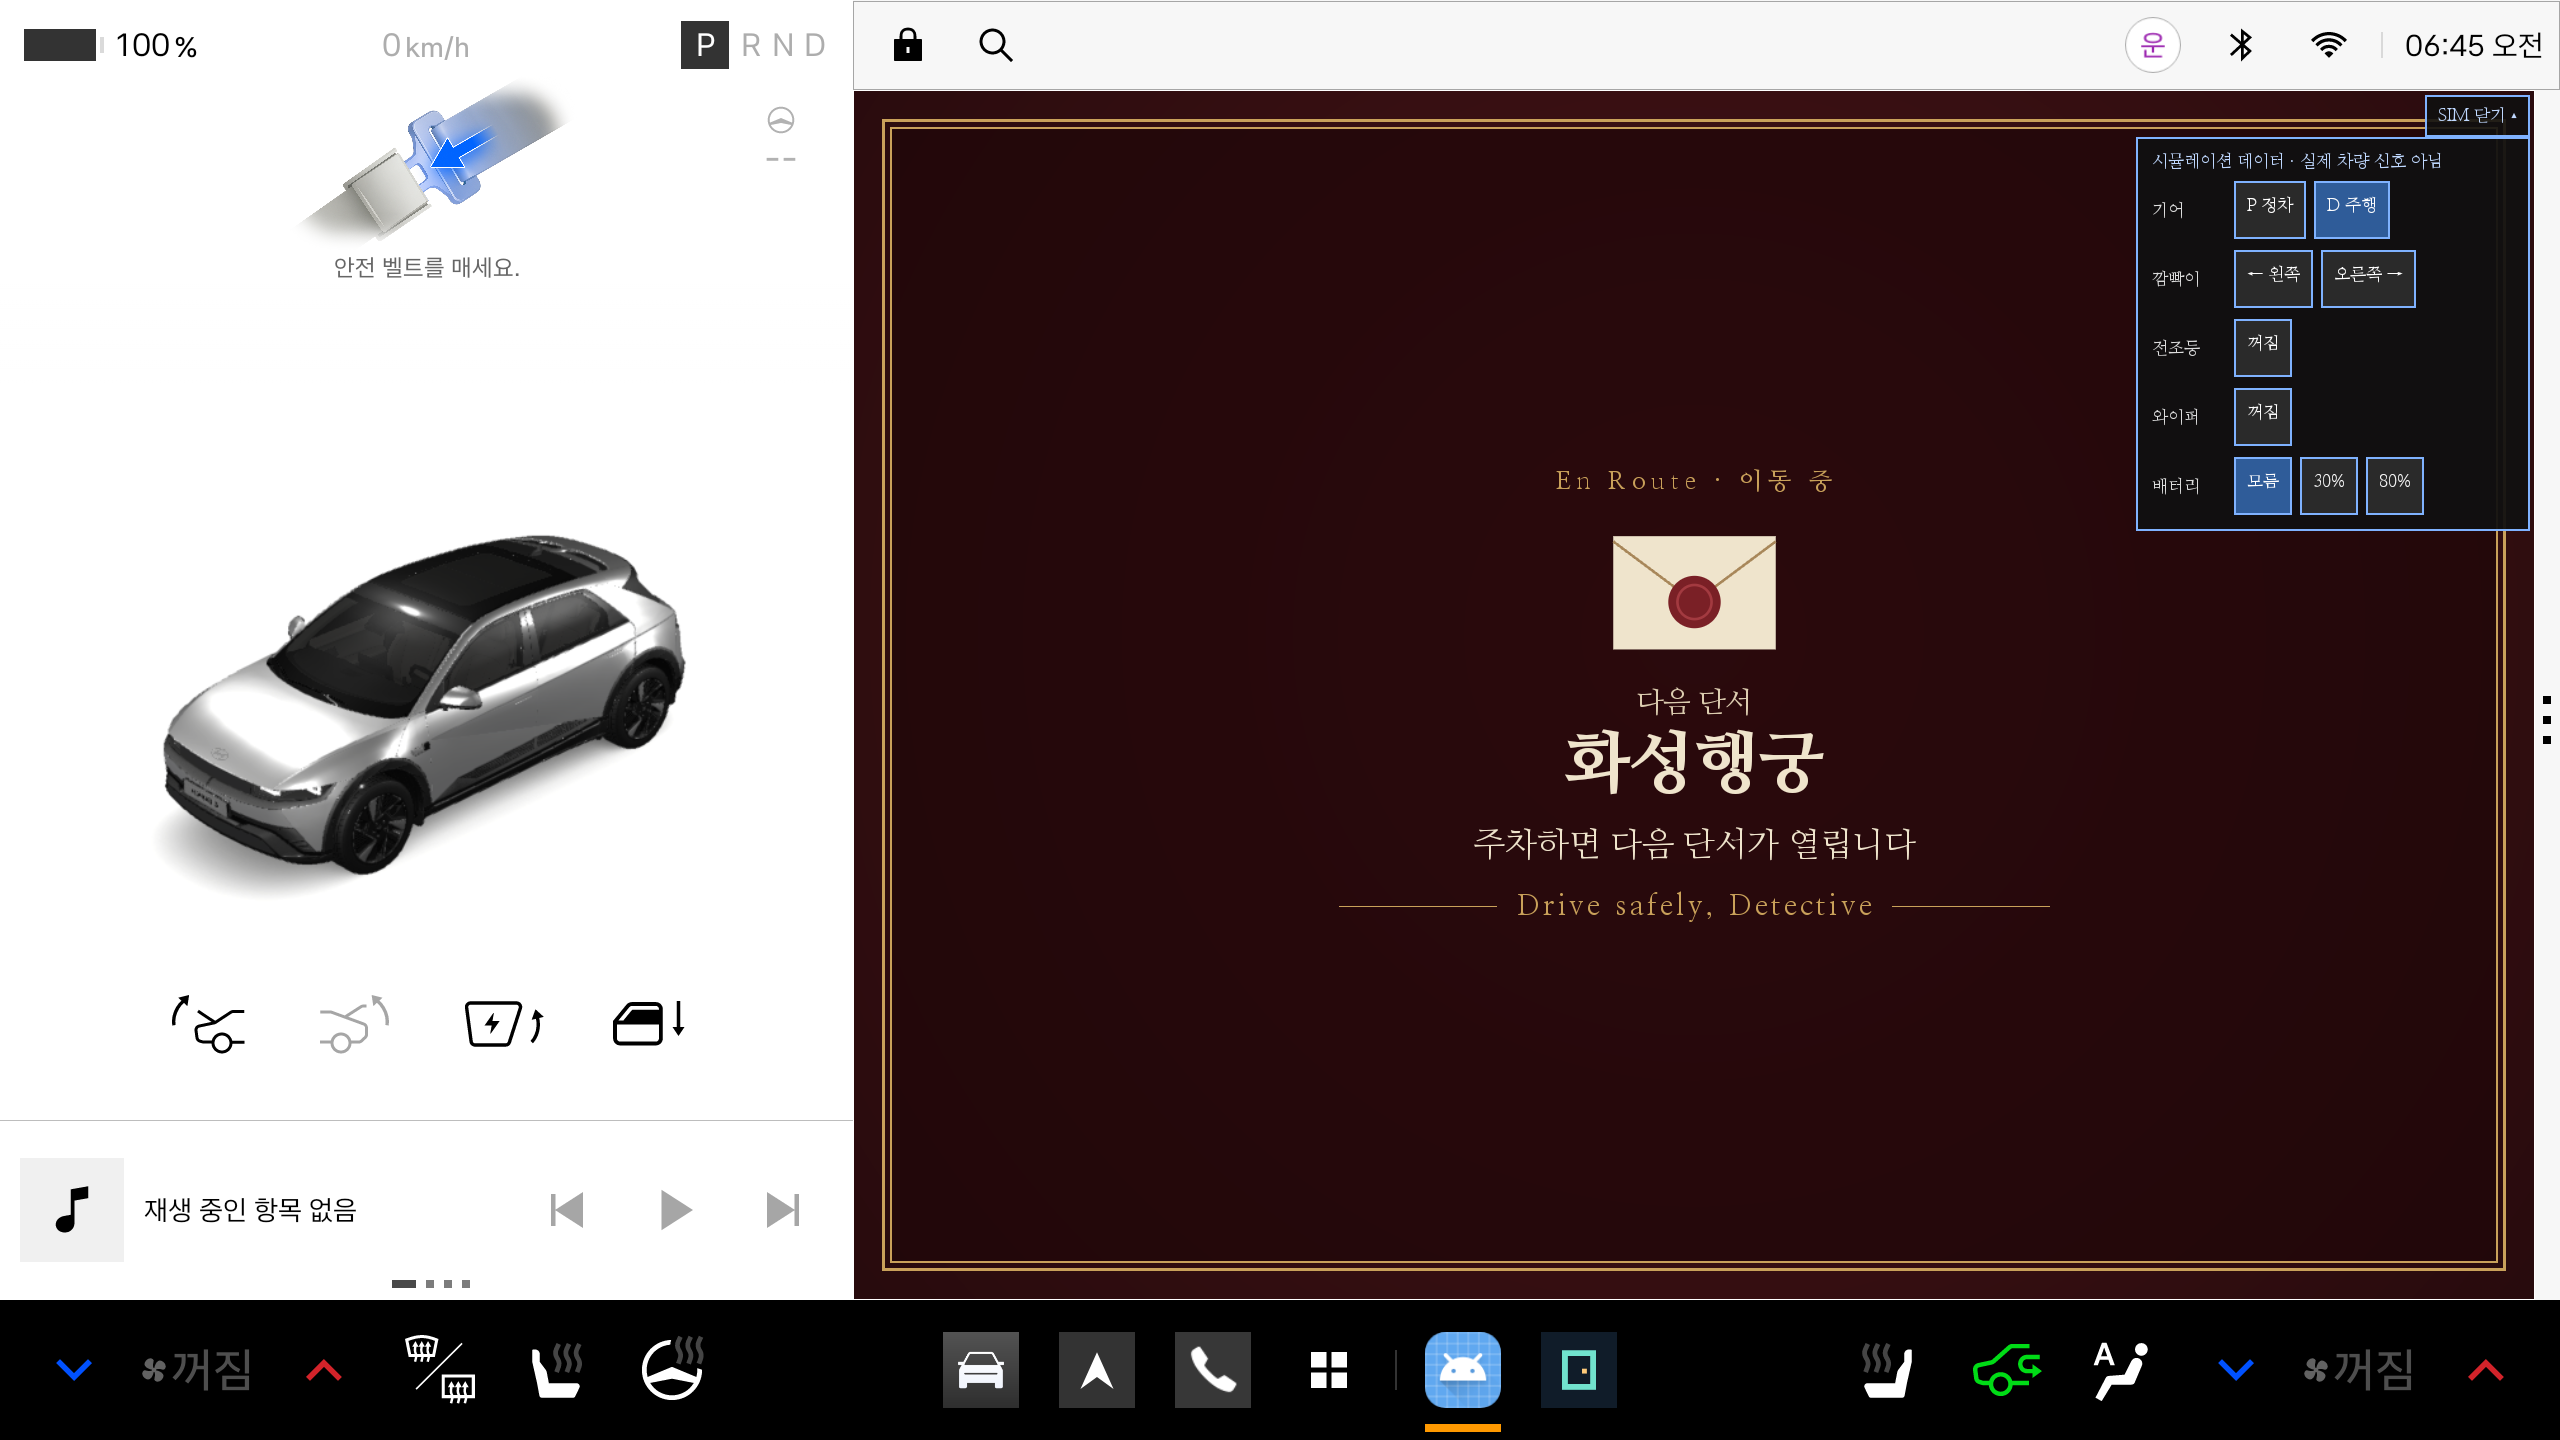 100 %
0 km/h
P R N D
안전 벨트를 매세요.
재생 중인 항목 없음
운
06:45 오전
SIM 닫기 ▴
시뮬레이션 데이터 · 실제 차량 신호 아님
기어 P 정차 D 주행
깜빡이 ← 왼쪽 오른쪽 →
전조등 꺼짐
와이퍼 꺼짐
배터리 모름 30% 80%
En Route · 이동 중
다음 단서
화성행궁
주차하면 다음 단서가 열립니다
Drive safely, Detective
꺼짐
A
꺼짐